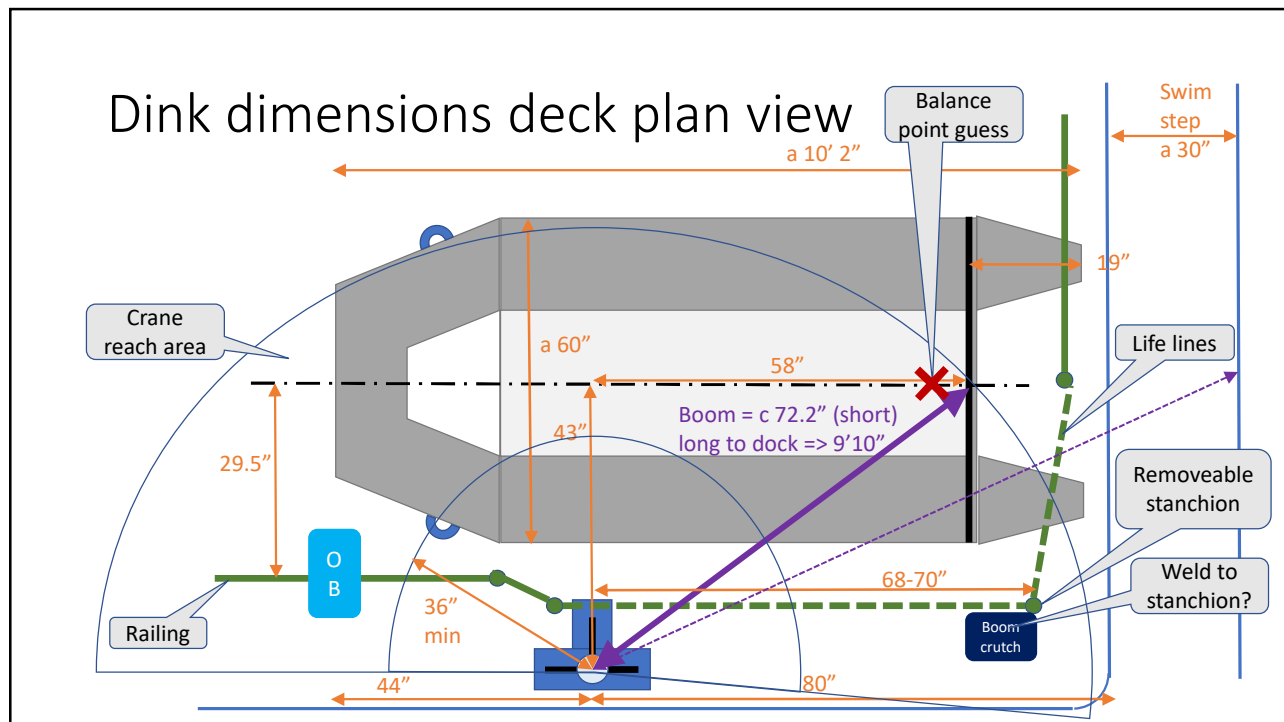 Dink dimensions deck plan view
Balance
point guess
Swim
step
a 30”
a 10’ 2”
19”
Crane
reach area
Life lines
a 60”
58”
Boom = c 72.2” (short)
long to dock => 9’10”
43”
29.5”
Removeable
stanchion
O
B
68-70”
Weld to
stanchion?
36”
min
Railing
Boom
crutch
44”
80”